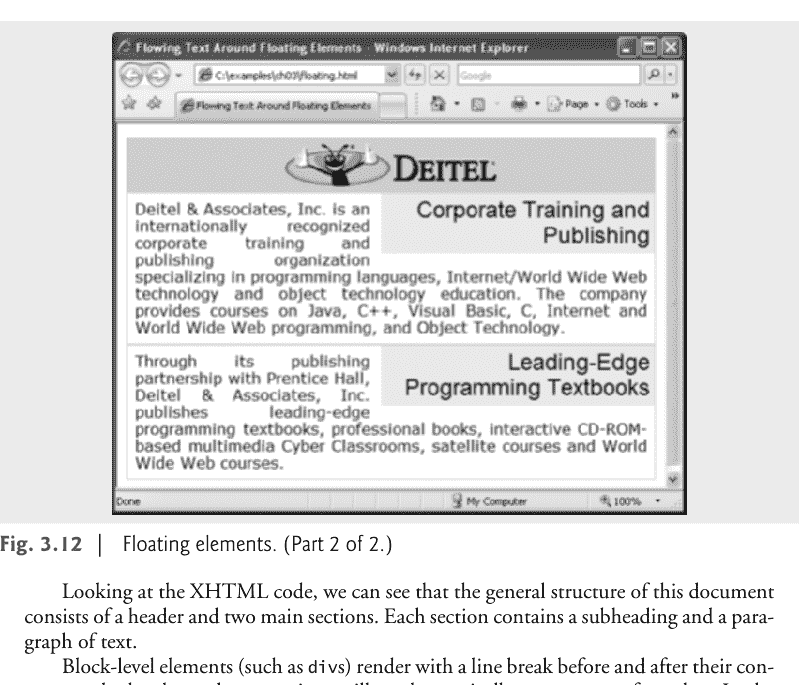 Flowing Text Around Floating Elements - Windows Internet Explorer
C:\examples\ch03\floating.html
Google
Flowing Text Around Floating Elements
Page
Tools
DEITEL
Corporate Training and
Publishing
Deitel & Associates, Inc. is an
internationally recognized
corporate training and
publishing organization
specializing in programming languages, Internet/World Wide Web
technology and object technology education. The company
provides courses on Java, C++, Visual Basic, C, Internet and
World Wide Web programming, and Object Technology.
Leading-Edge
Programming Textbooks
Through its publishing
partnership with Prentice Hall,
Deitel & Associates, Inc.
publishes leading-edge
programming textbooks, professional books, interactive CD-ROM-
based multimedia Cyber Classrooms, satellite courses and World
Wide Web courses.
Done
My Computer
100%
Fig. 3.12 | Floating elements. (Part 2 of 2.)
Looking at the XHTML code, we can see that the general structure of this document
consists of a header and two main sections. Each section contains a subheading and a para-
graph of text.
Block-level elements (such as divs) render with a line break before and after their con-